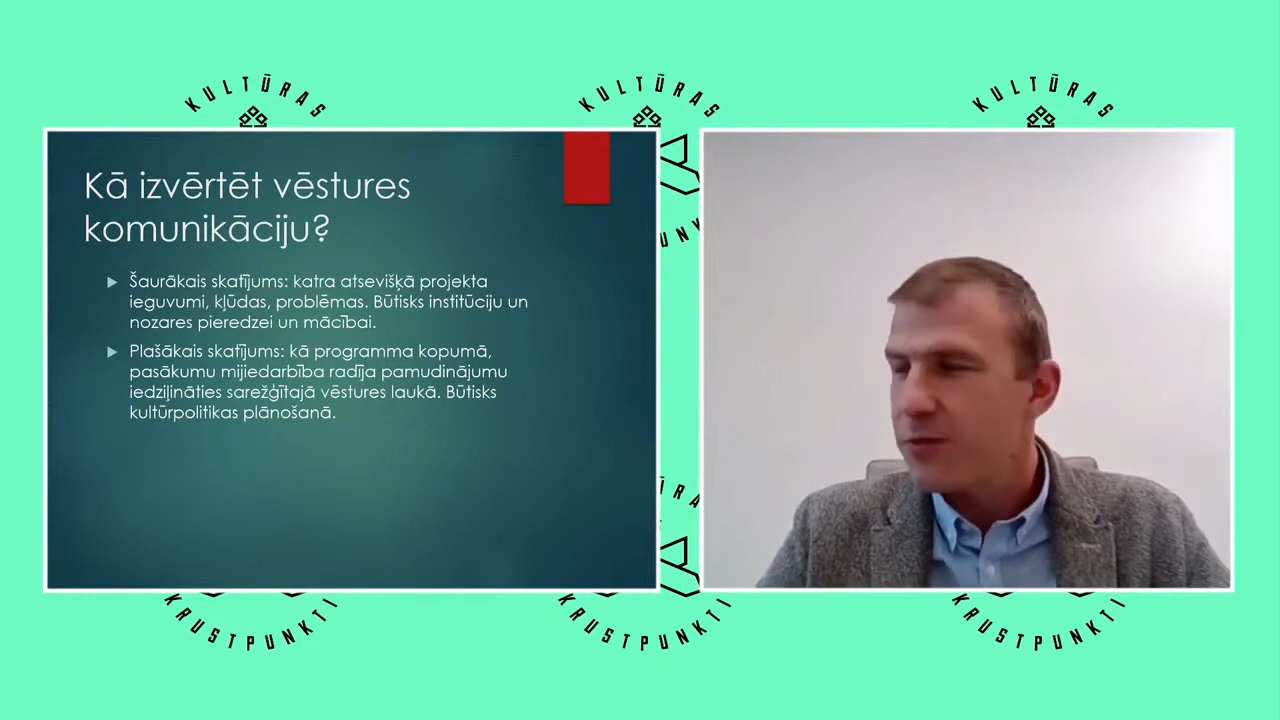 KULTŪRAS
KULTŪRAS
KULTŪRAS
Kā izvērtēt vēstures
komunikāciju?
Šaurākais skatījums: katra atsevišķā projekta
ieguvumi, kļūdas, problēmas. Būtisks institūciju un
nozares pieredzei un mācībai.
Plašākais skatījums: kā programma kopumā,
pasākumu mijiedarbība radīja pamudinājumu
iedziļināties sarežģītajā vēstures laukā. Būtisks
kultūrpolitikas plānošanā.
KRUSTPUNKTI
KRUSTPUNKTI
KRUSTPUNKTI